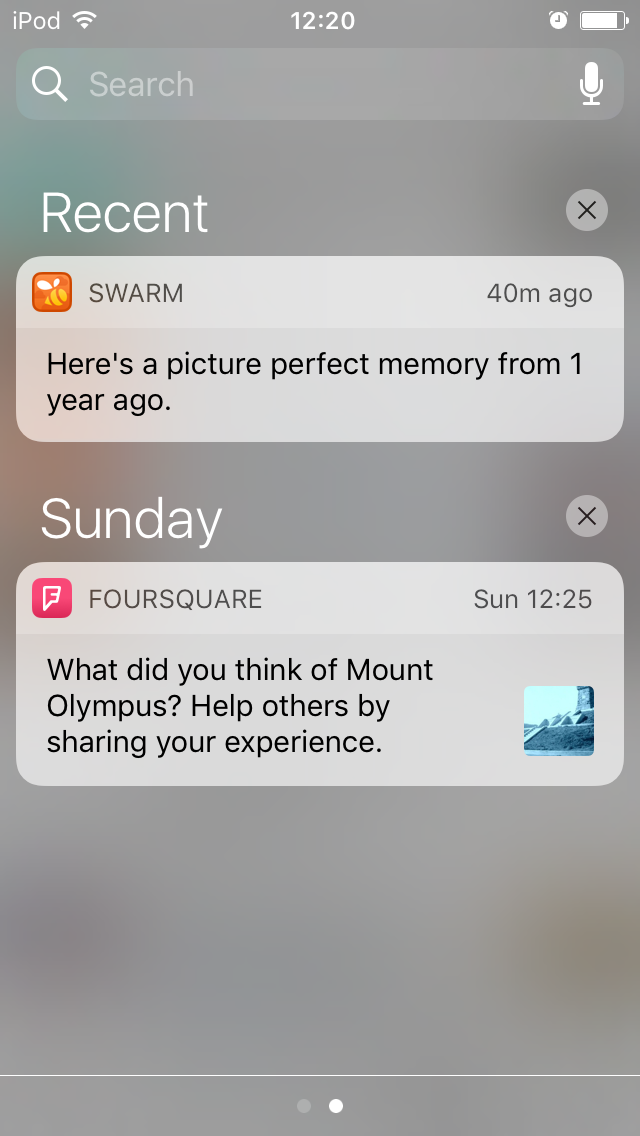 iPod 12:20
Search
Recent
SWARM 40m ago
Here's a picture perfect memory from 1
year ago.
Sunday
FOURSQUARE Sun 12:25
What did you think of Mount
Olympus? Help others by
sharing your experience.